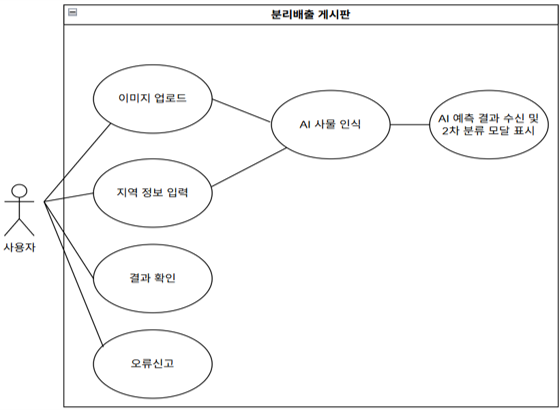 분리배출 게시판
이미지 업로드
AI 사물 인식
AI 예측 결과 수신 및
2차 분류 모달 표시
지역 정보 입력
사용자
결과 확인
오류신고